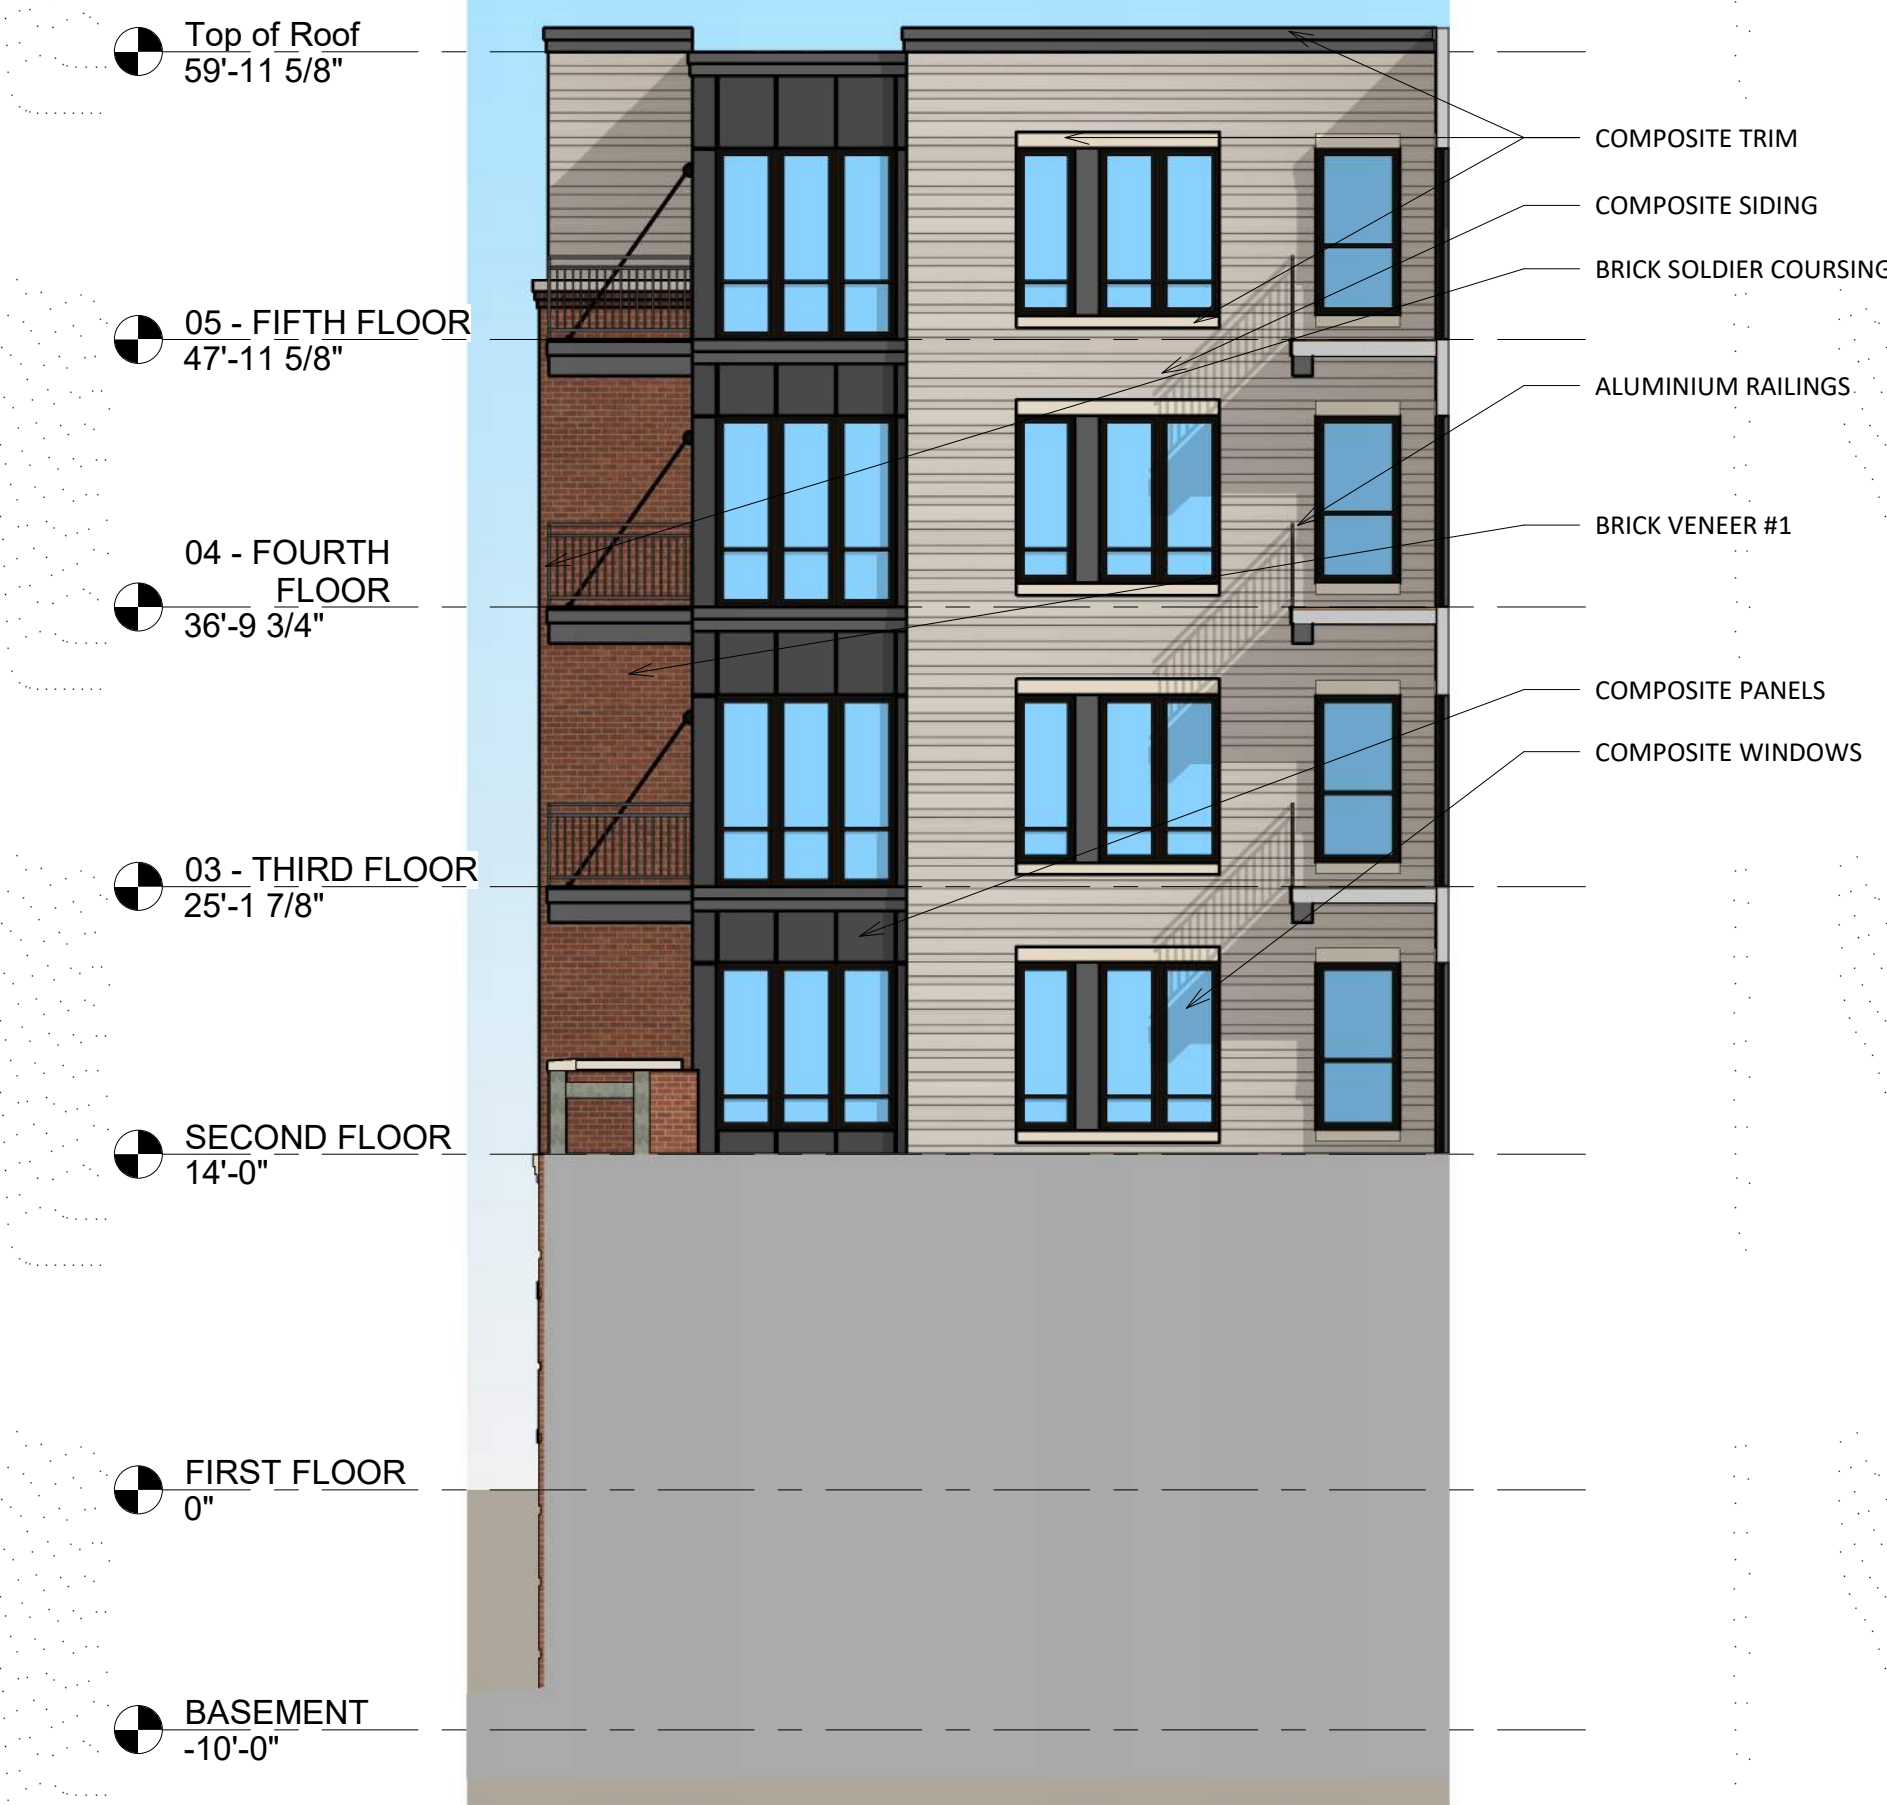 Top of Roof
59'-11 5/8"
COMPOSITE TRIM
COMPOSITE SIDING
BRICK SOLDIER COURSING
05 - FIFTH FLOOR
47'-11 5/8"
ALUMINIUM RAILINGS
BRICK VENEER #1
04 - FOURTH
FLOOR
36'-9 3/4"
COMPOSITE PANELS
COMPOSITE WINDOWS
03 - THIRD FLOOR
25'-1 7/8"
SECOND FLOOR
14'-0"
FIRST FLOOR
0"
BASEMENT
-10'-0"